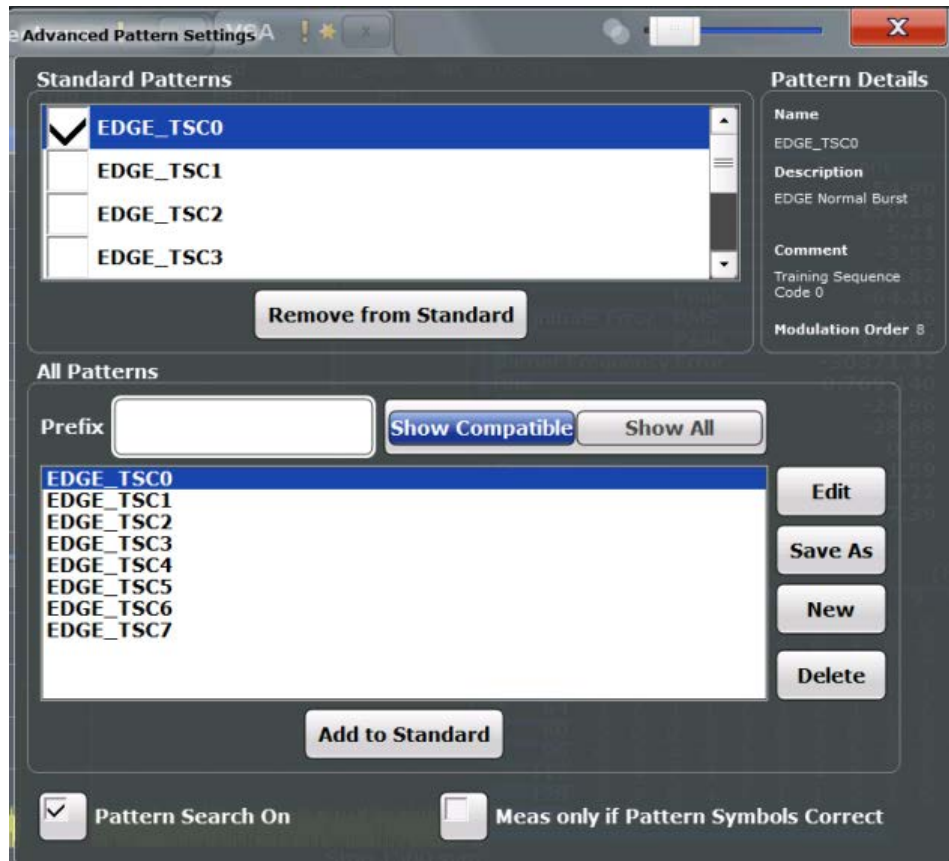 Advanced Pattern Settings
VSA
Standard Patterns
EDGE_TSC0
EDGE_TSC1
EDGE_TSC2
EDGE_TSC3
Remove from Standard
Pattern Details
Name
EDGE_TSC0
Description
EDGE Normal Burst
Comment
Training Sequence
Code 0
Modulation Order 8
All Patterns
Prefix
Show Compatible
Show All
EDGE_TSC0
EDGE_TSC1
EDGE_TSC2
EDGE_TSC3
EDGE_TSC4
EDGE_TSC5
EDGE_TSC6
EDGE_TSC7
Edit
Save As
New
Delete
Add to Standard
Pattern Search On
Meas only if Pattern Symbols Correct